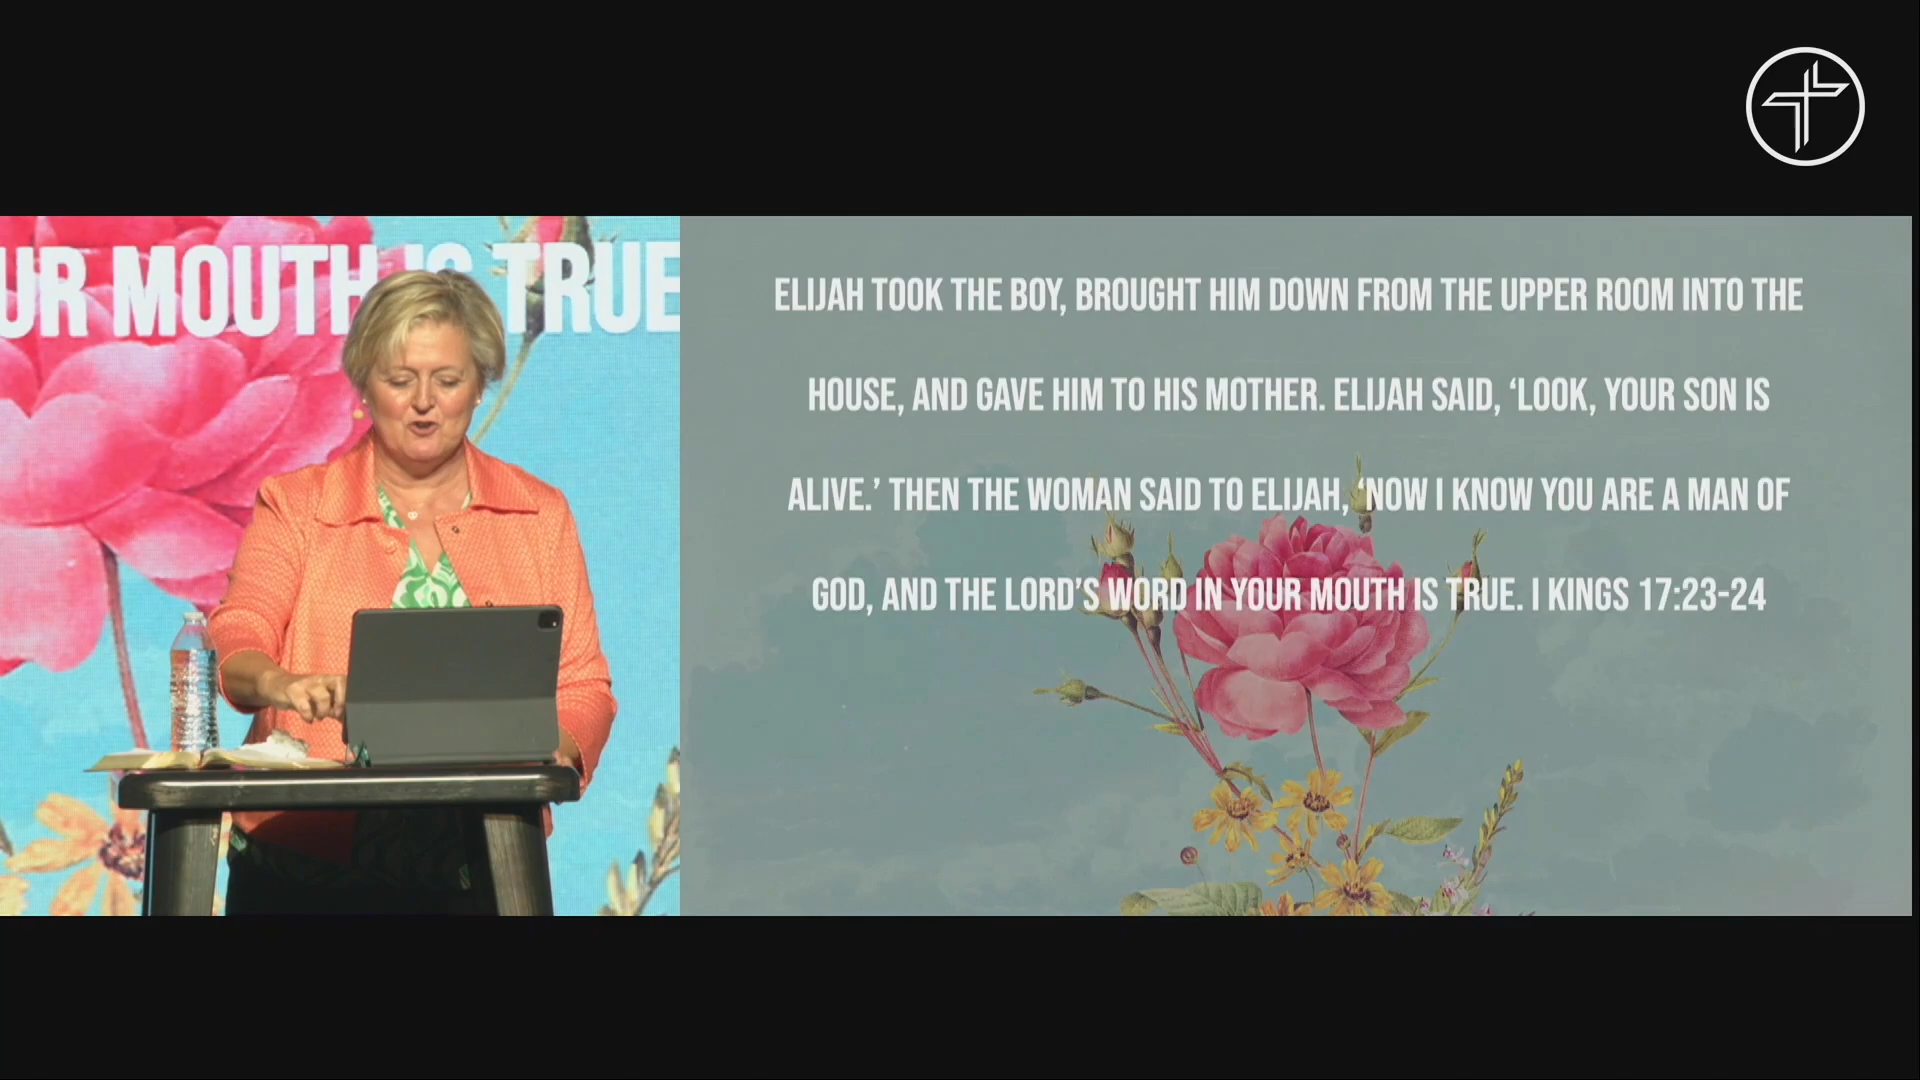 UR MOUTH IS TRUE
ELIJAH TOOK THE BOY, BROUGHT HIM DOWN FROM THE UPPER ROOM INTO THE
HOUSE, AND GAVE HIM TO HIS MOTHER. ELIJAH SAID, ‘LOOK, YOUR SON IS
ALIVE.’ THEN THE WOMAN SAID TO ELIJAH, ‘NOW I KNOW YOU ARE A MAN OF
GOD, AND THE LORD’S WORD IN YOUR MOUTH IS TRUE. I KINGS 17:23-24